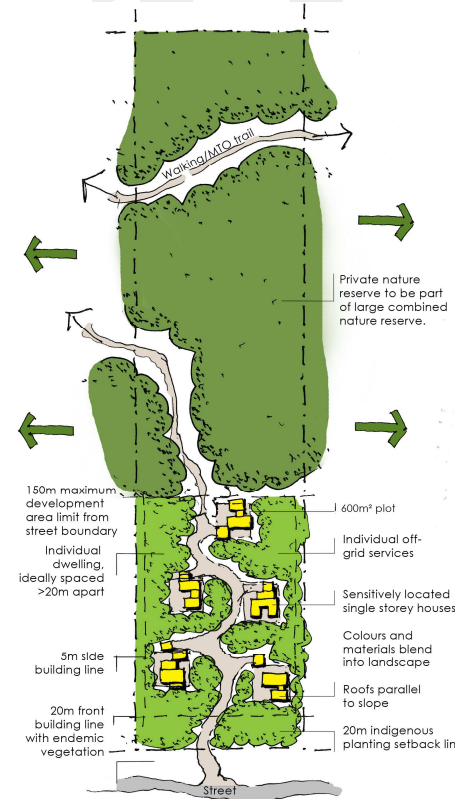 Walking/MTO trail
Private nature
reserve to be part
of large combined
nature reserve.
150m maximum
development
area limit from
street boundary
600m² plot
Individual
dwelling,
ideally spaced
>20m apart
Individual off-
grid services
Sensitively located
single storey houses
5m side
building line
Colours and
materials blend
into landscape
Roofs parallel
to slope
20m front
building line
with endemic
vegetation
20m indigenous
planting setback lin
Street